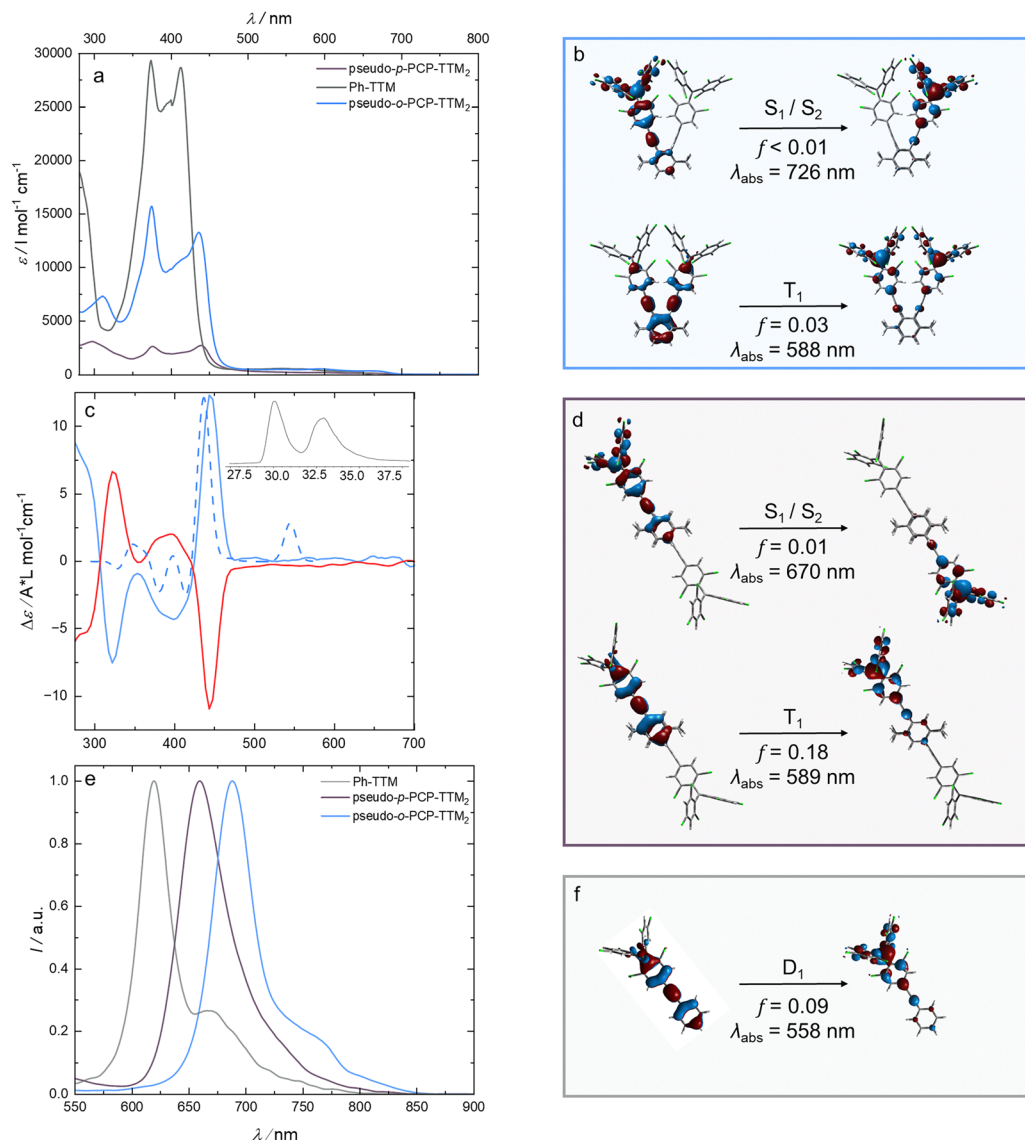 λ / nm
300 400 500 600 700 800
30000
25000
20000
15000
10000
5000
0
ε / l mol⁻¹ cm⁻¹
a
pseudo-p-PCP-TTM₂
Ph-TTM
pseudo-o-PCP-TTM₂
b
S₁ / S₂
f < 0.01
λabs = 726 nm
T₁
f = 0.03
λabs = 588 nm
c
10
5
0
−5
−10
Δε / A*L mol⁻¹cm⁻¹
27.5 30.0 32.5 35.0 37.5
300 400 500 600 700
d
S₁ / S₂
f = 0.01
λabs = 670 nm
T₁
f = 0.18
λabs = 589 nm
e
1.0
0.8
0.6
0.4
0.2
0.0
I / a.u.
Ph-TTM
pseudo-p-PCP-TTM₂
pseudo-o-PCP-TTM₂
550 600 650 700 750 800 850 900
λ / nm
f
D₁
f = 0.09
λabs = 558 nm